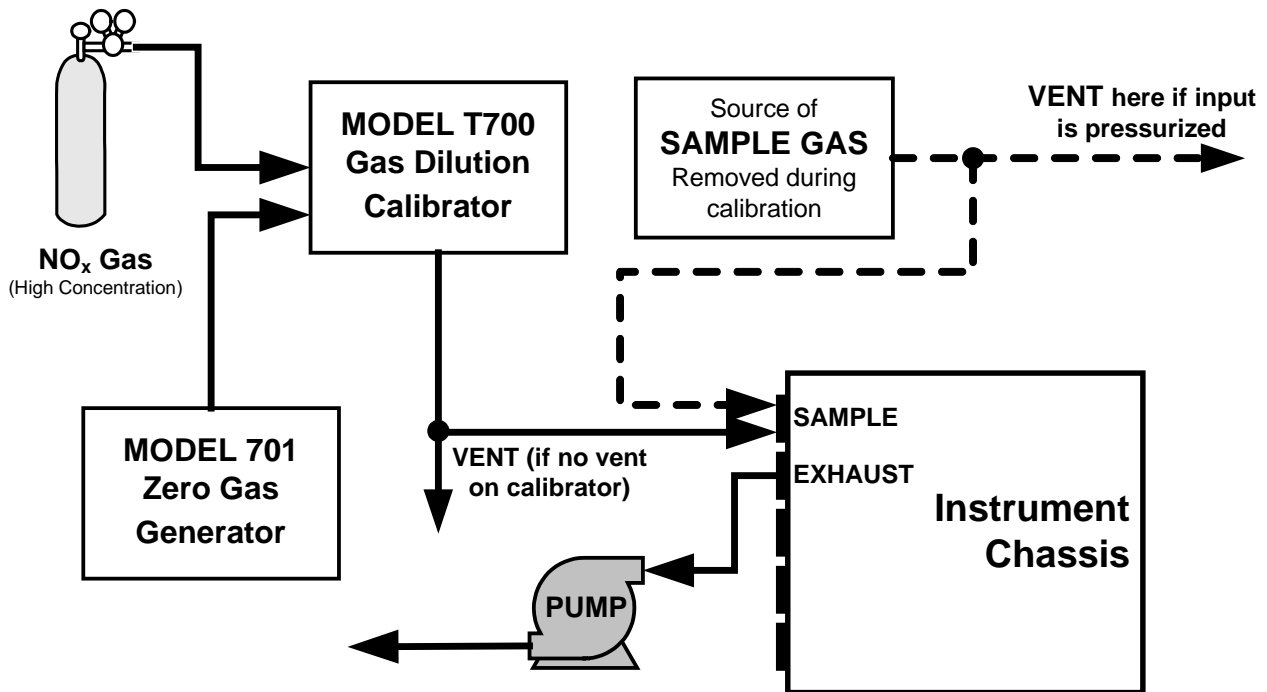 NOx Gas
(High Concentration)
MODEL T700
Gas Dilution
Calibrator
MODEL 701
Zero Gas
Generator
Source of
SAMPLE GAS
Removed during
calibration
VENT here if input
is pressurized
VENT (if no vent
on calibrator)
SAMPLE
EXHAUST
Instrument
Chassis
PUMP